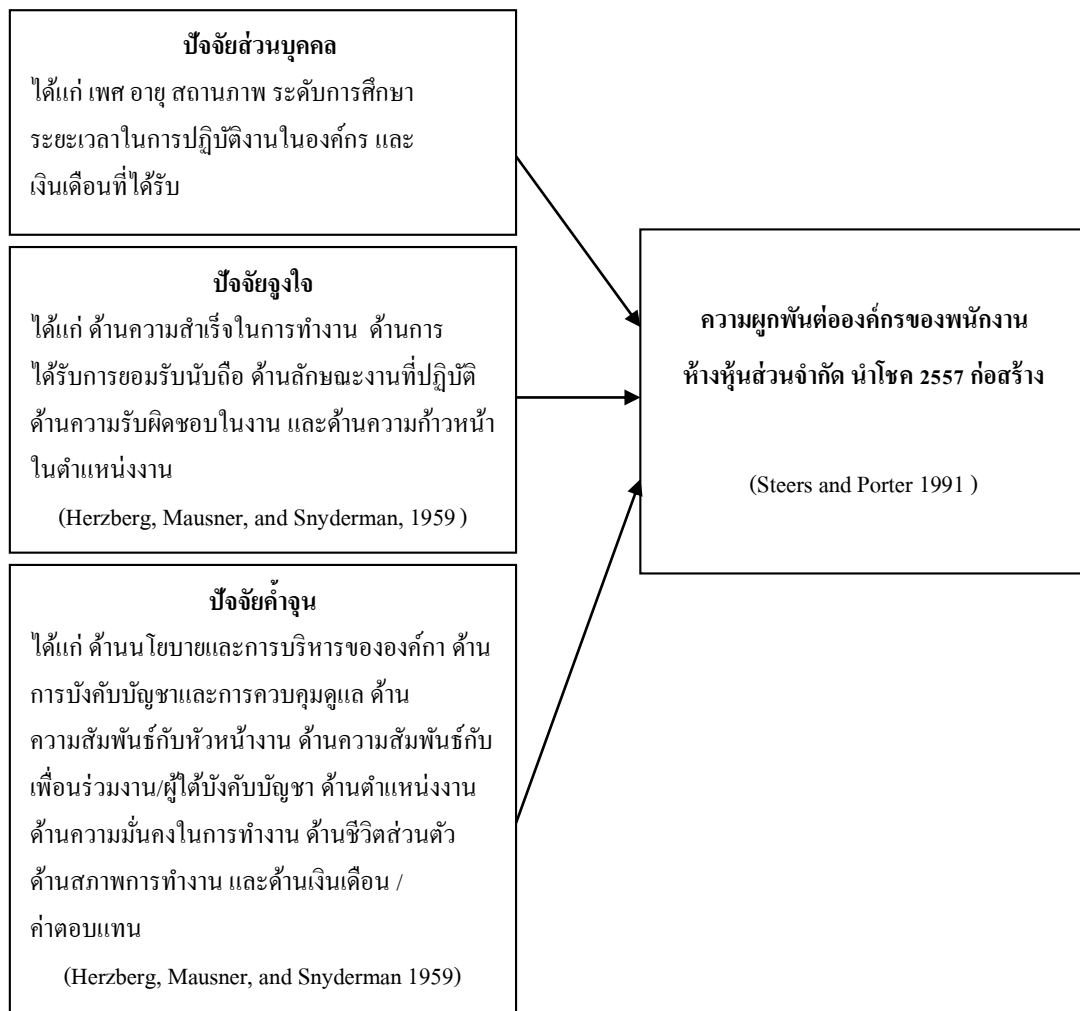 ปัจจัยส่วนบุคคล
ได้แก่ เพศ อายุ สถานภาพ ระดับการศึกษา
ระยะเวลาในการปฏิบัติงานในองค์กร และ
เงินเดือนที่ได้รับ
ปัจจัยจูงใจ
ได้แก่ ด้านความสำเร็จในการทำงาน ด้านการ
ได้รับการยอมรับนับถือ ด้านลักษณะงานที่ปฏิบัติ
ด้านความรับผิดชอบในงาน และด้านความก้าวหน้า
ในตำแหน่งงาน
(Herzberg, Mausner, and Snyderman, 1959 )
ปัจจัยค้ำจุน
ได้แก่ ด้านนโยบายและการบริหารขององค์กา ด้าน
การบังคับบัญชาและการควบคุมดูแล ด้าน
ความสัมพันธ์กับหัวหน้างาน ด้านความสัมพันธ์กับ
เพื่อนร่วมงาน/ผู้ใต้บังคับบัญชา ด้านตำแหน่งงาน
ด้านความมั่นคงในการทำงาน ด้านชีวิตส่วนตัว
ด้านสภาพการทำงาน และด้านเงินเดือน /
ค่าตอบแทน
(Herzberg, Mausner, and Snyderman 1959)
ความผูกพันต่อองค์กรของพนักงาน
ห้างหุ้นส่วนจำกัด นำโชค 2557 ก่อสร้าง
(Steers and Porter 1991 )